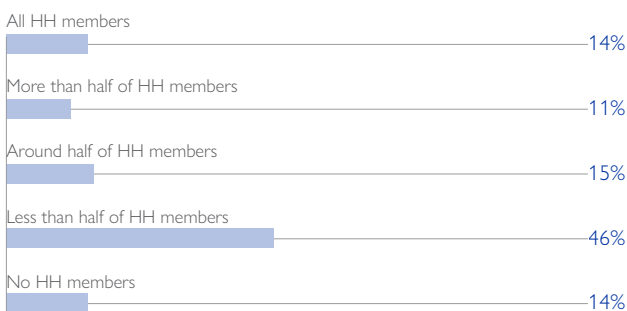 All HH members
14%
More than half of HH members
11%
Around half of HH members
15%
Less than half of HH members
46%
No HH members
14%